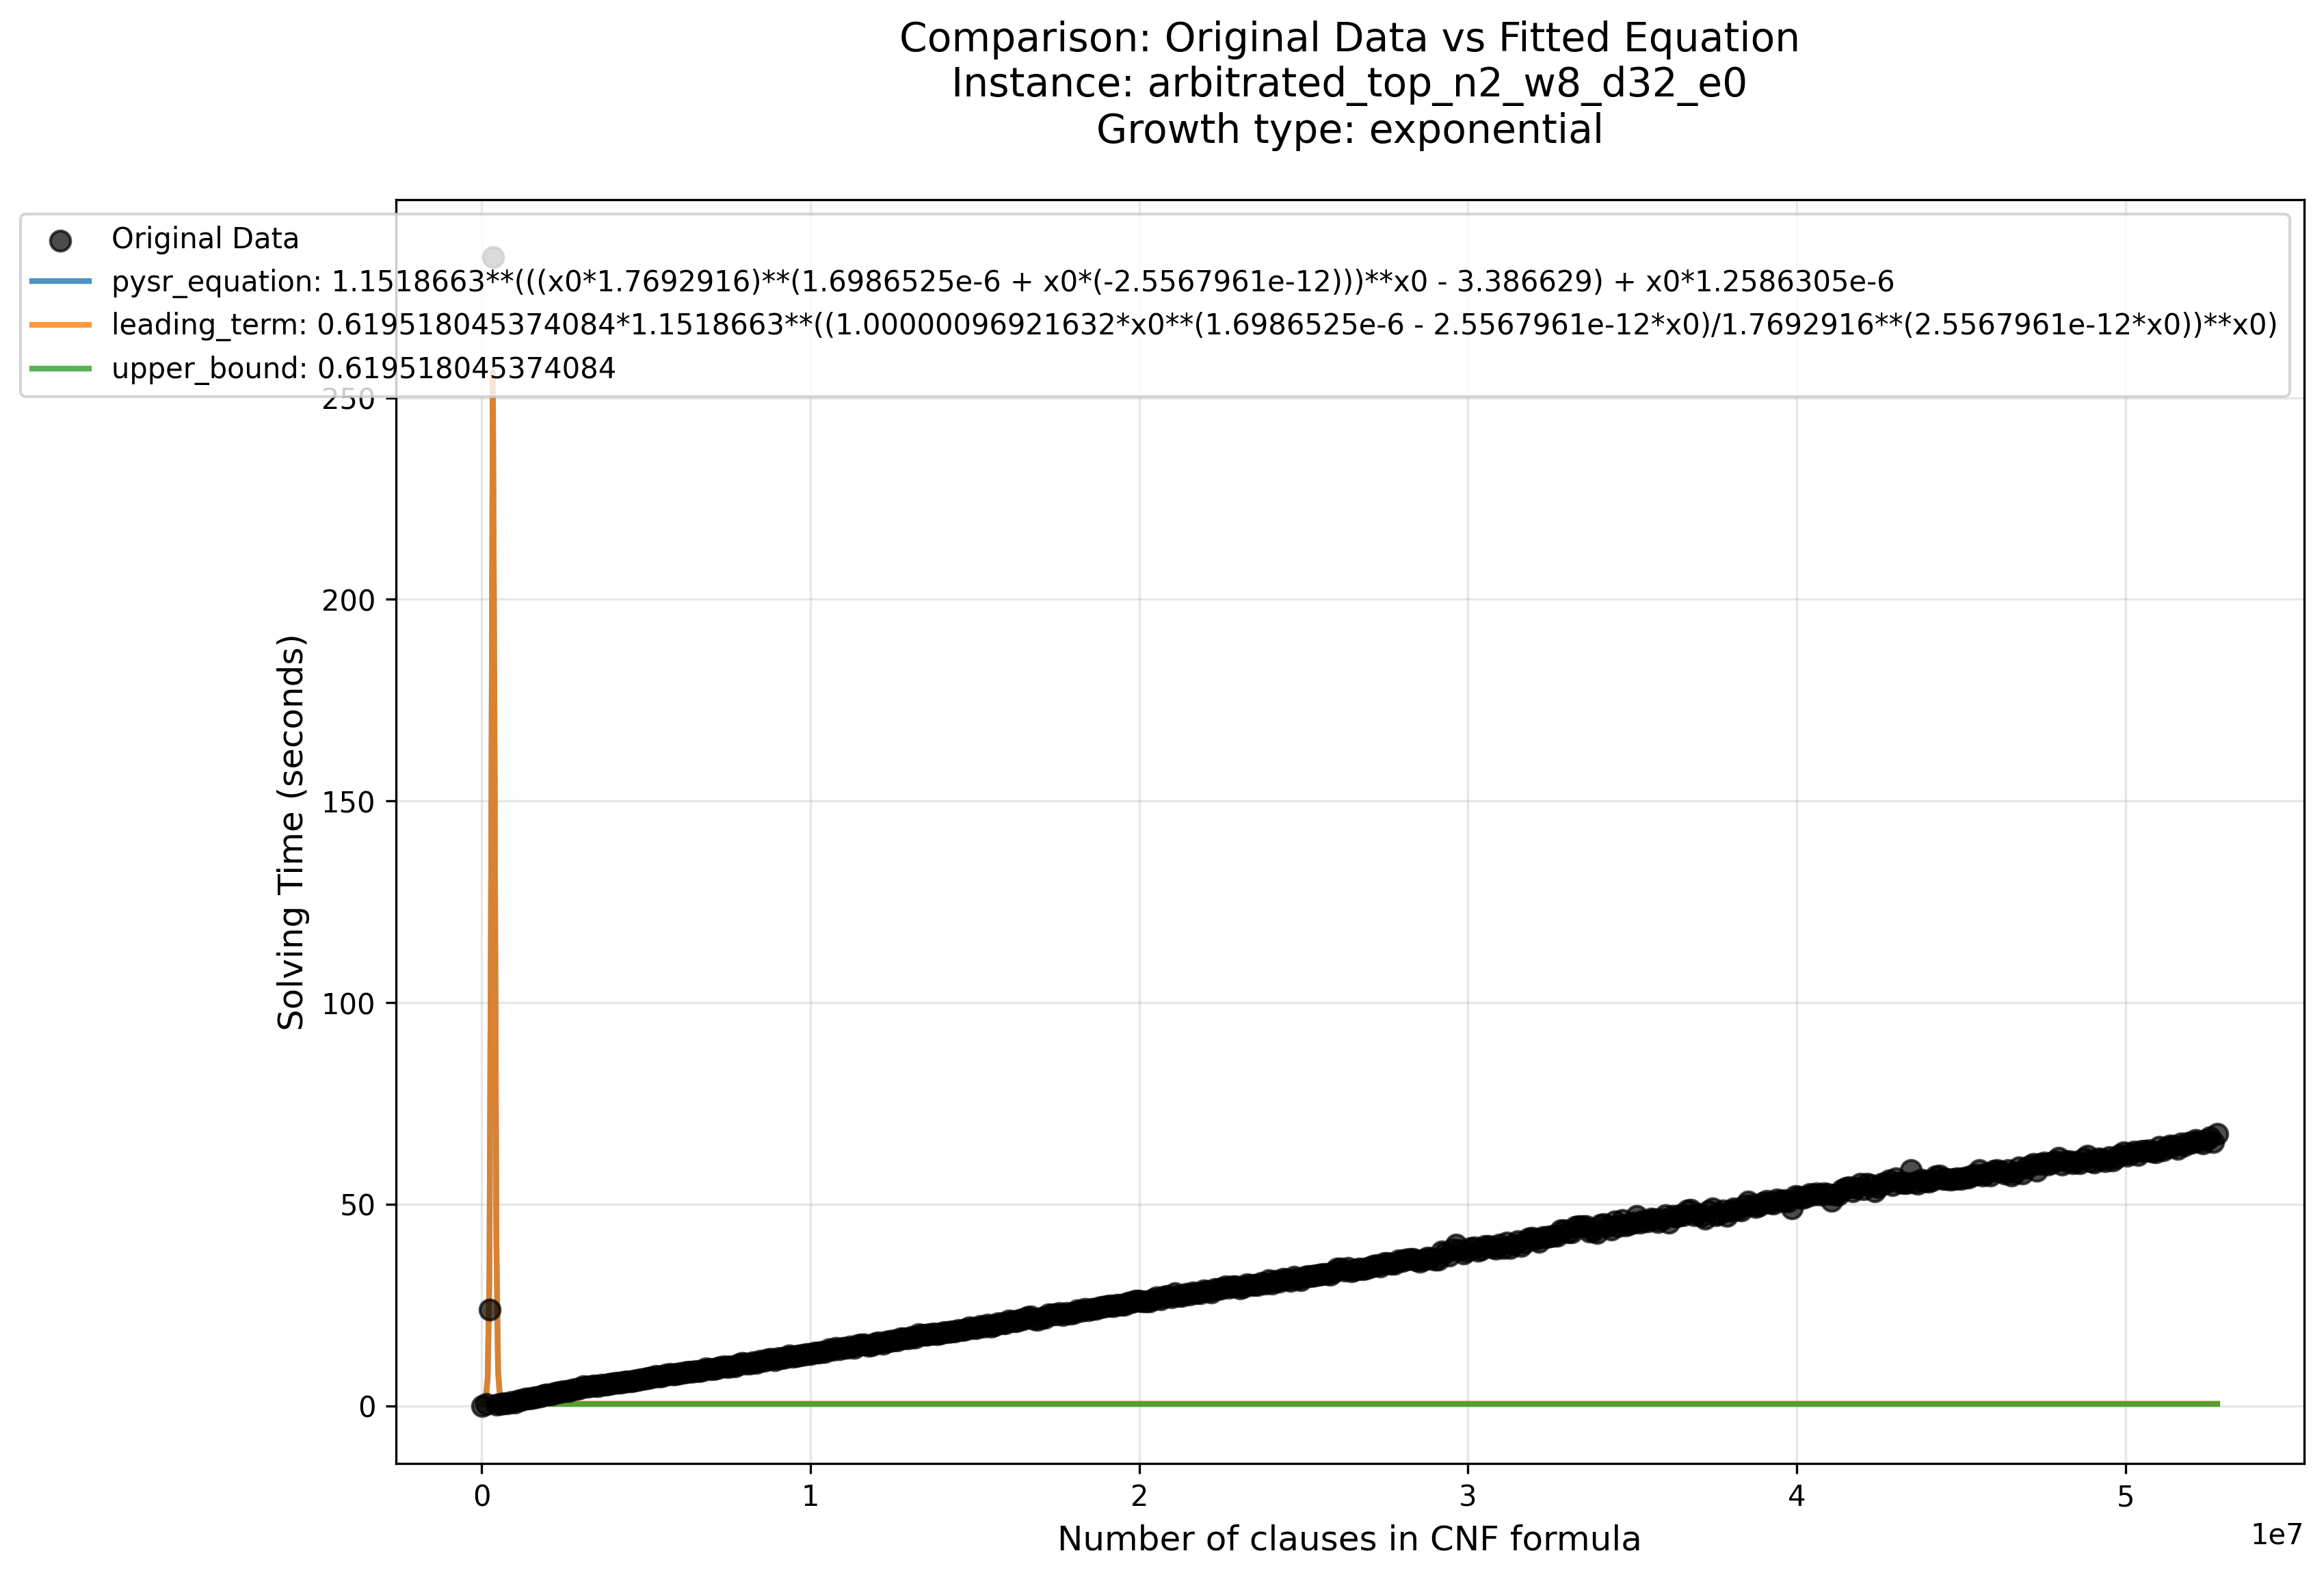 Comparison: Original Data vs Fitted Equation
Instance: arbitrated_top_n2_w8_d32_e0
Growth type: exponential
Original Data
pysr_equation: 1.1518663**(((x0*1.7692916)**(1.6986525e-6 + x0*(-2.5567961e-12)))**x0 - 3.386629) + x0*1.2586305e-6
leading_term: 0.619518045374084*1.1518663**((1.00000096921632*x0**(1.6986525e-6 - 2.5567961e-12*x0)/1.7692916**(2.5567961e-12*x0))**x0)
upper_bound: 0.619518045374084
250
200
150
100
50
0
Solving Time (seconds)
0 1 2 3 4 5
1e7
Number of clauses in CNF formula